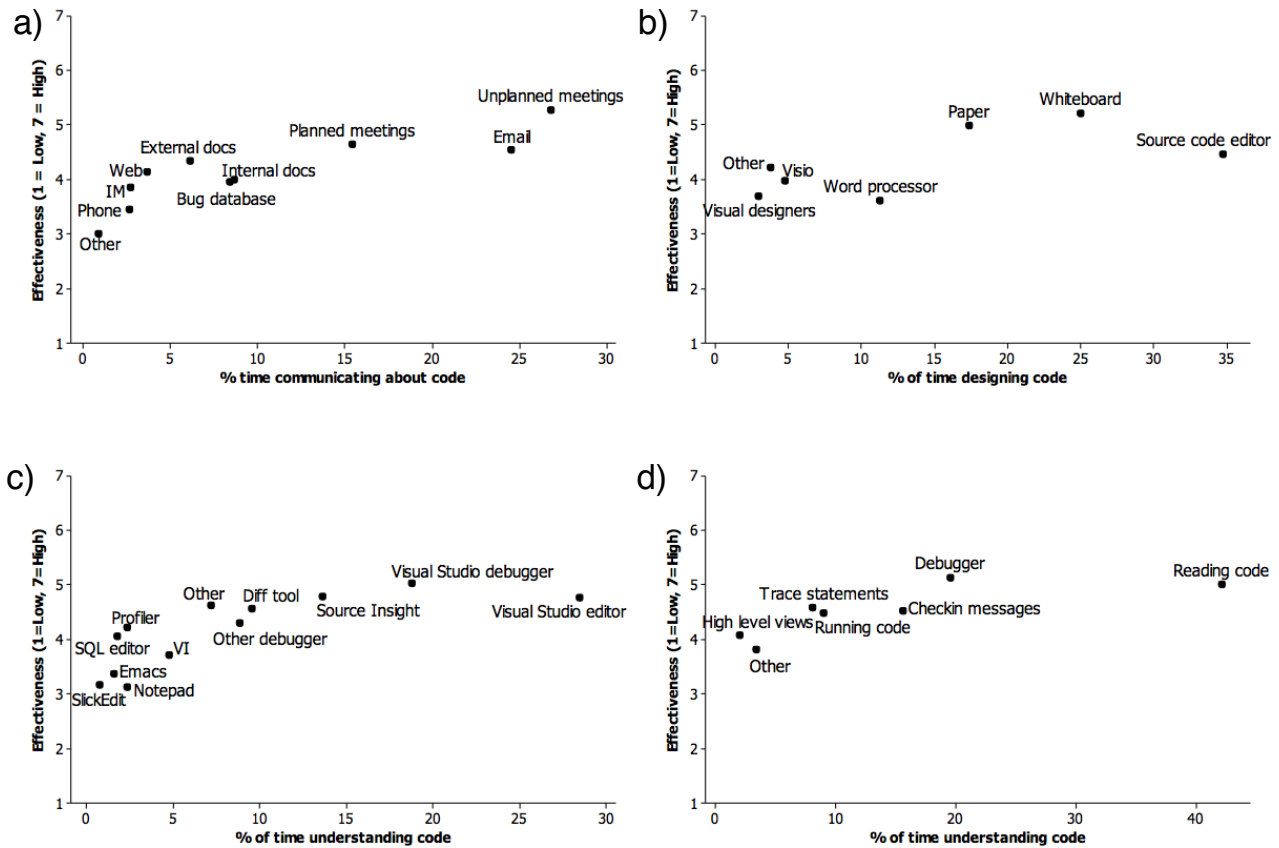 a)
Effectiveness (1 = Low, 7 = High)
7
6
5
4
3
2
1
Unplanned meetings
Planned meetings
Email
External docs
Web
Internal docs
IM
Bug database
Phone
Other
0 5 10 15 20 25 30
% time communicating about code
b)
Effectiveness (1=Low, 7=High)
7
6
5
4
3
2
1
Whiteboard
Paper
Source code editor
Other
Visio
Word processor
Visual designers
0 5 10 15 20 25 30 35
% of time designing code
c)
Effectiveness (1=Low, 7=High)
7
6
5
4
3
2
1
Visual Studio debugger
Other
Diff tool
Source Insight
Visual Studio editor
Profiler
Other debugger
SQL editor
VI
Emacs
Notepad
SlickEdit
0 5 10 15 20 25 30
% of time understanding code
d)
Effectiveness (1=Low, 7=High)
7
6
5
4
3
2
1
Debugger
Reading code
Trace statements
Checkin messages
High level views
Running code
Other
0 10 20 30 40
% of time understanding code